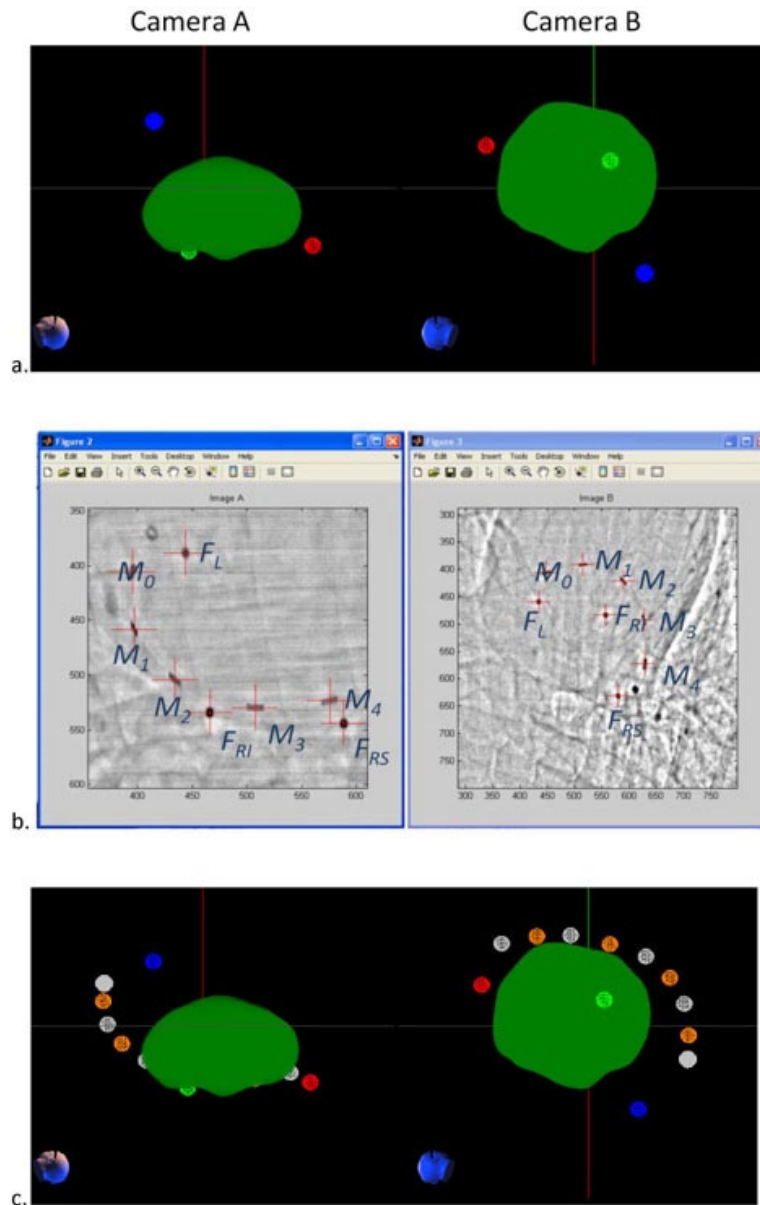 Camera A Camera B
a.
Figure 2
File Edit View Insert Tools Desktop Window Help
Image A
350
400
450
500
550
600
400 450 500 550 600
M0
FL
M1
M2
FRI
M3
M4
FRS
Figure 3
File Edit View Insert Tools Desktop Window Help
Image B
300
350
400
450
500
550
600
650
700
750
300 350 400 450 500 550 600 650 700 750
M0
M1
M2
FL
FRI
M3
M4
FRS
b.
c.